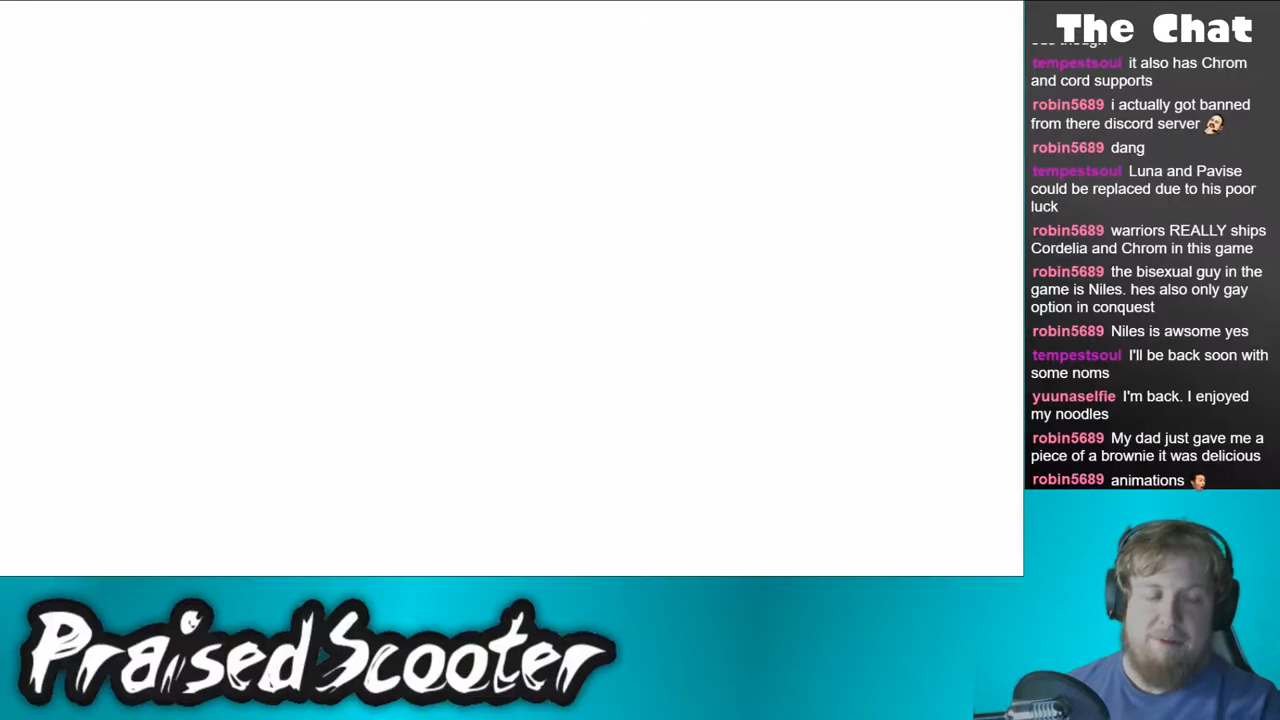 The Chat
tempestsoul it also has Chrom
and cord supports
robin5689 i actually got banned
from there discord server
robin5689 dang
tempestsoul Luna and Pavise
could be replaced due to his poor
luck
robin5689 warriors REALLY ships
Cordelia and Chrom in this game
robin5689 the bisexual guy in the
game is Niles. hes also only gay
option in conquest
robin5689 Niles is awsome yes
tempestsoul I'll be back soon with
some noms
yuunaselfie I'm back. I enjoyed
my noodles
robin5689 My dad just gave me a
piece of a brownie it was delicious
robin5689 animations
Praised Scooter